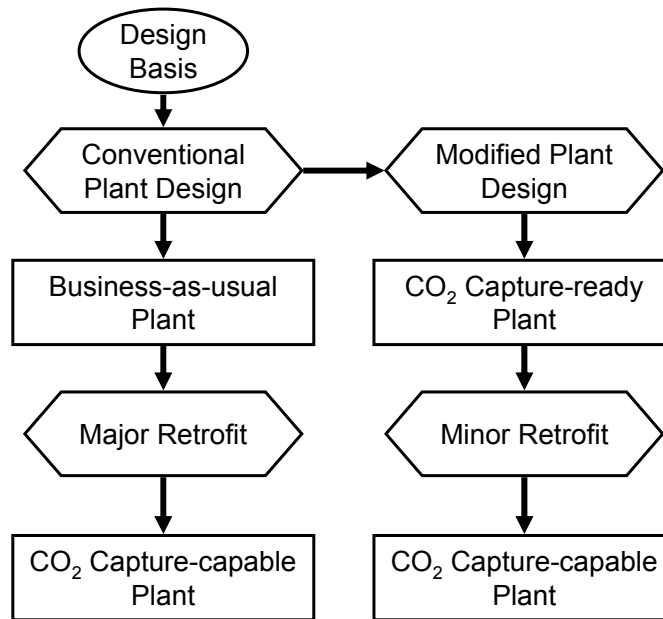 Design
Basis
Conventional
Plant Design
Modified Plant
Design
Business-as-usual
Plant
CO₂ Capture-ready
Plant
Major Retrofit
Minor Retrofit
CO₂ Capture-capable
Plant
CO₂ Capture-capable
Plant